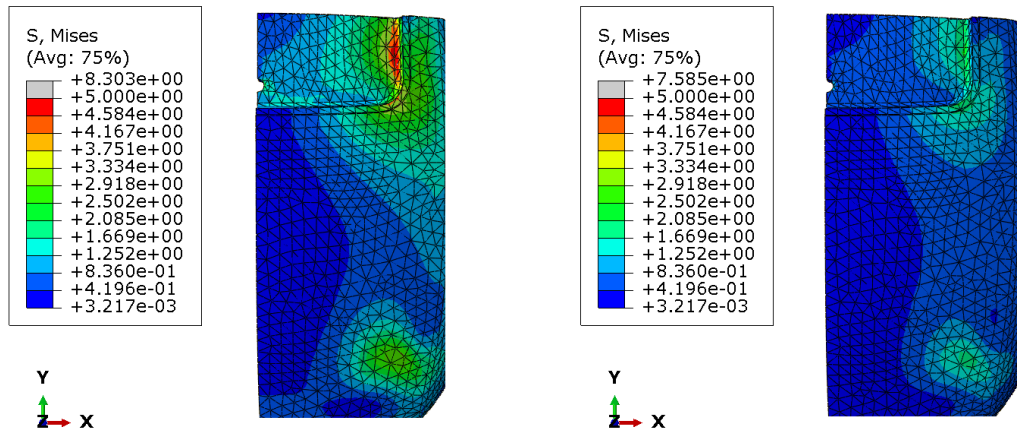 S, Mises
(Avg: 75%)
+8.303e+00
+5.000e+00
+4.584e+00
+4.167e+00
+3.751e+00
+3.334e+00
+2.918e+00
+2.502e+00
+2.085e+00
+1.669e+00
+1.252e+00
+8.360e-01
+4.196e-01
+3.217e-03
Y
Z X
S, Mises
(Avg: 75%)
+7.585e+00
+5.000e+00
+4.584e+00
+4.167e+00
+3.751e+00
+3.334e+00
+2.918e+00
+2.502e+00
+2.085e+00
+1.669e+00
+1.252e+00
+8.360e-01
+4.196e-01
+3.217e-03
Y
Z X